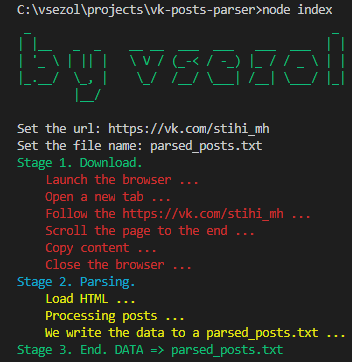 C:\vsezol\projects\vk-posts-parser>node index
by vsezol
Set the url: https://vk.com/stihi_mh
Set the file name: parsed_posts.txt
Stage 1. Download.
Launch the browser ...
Open a new tab ...
Follow the https://vk.com/stihi_mh ...
Scroll the page to the end ...
Copy content ...
Close the browser ...
Stage 2. Parsing.
Load HTML ...
Processing posts ...
We write the data to a parsed_posts.txt ...
Stage 3. End. DATA => parsed_posts.txt